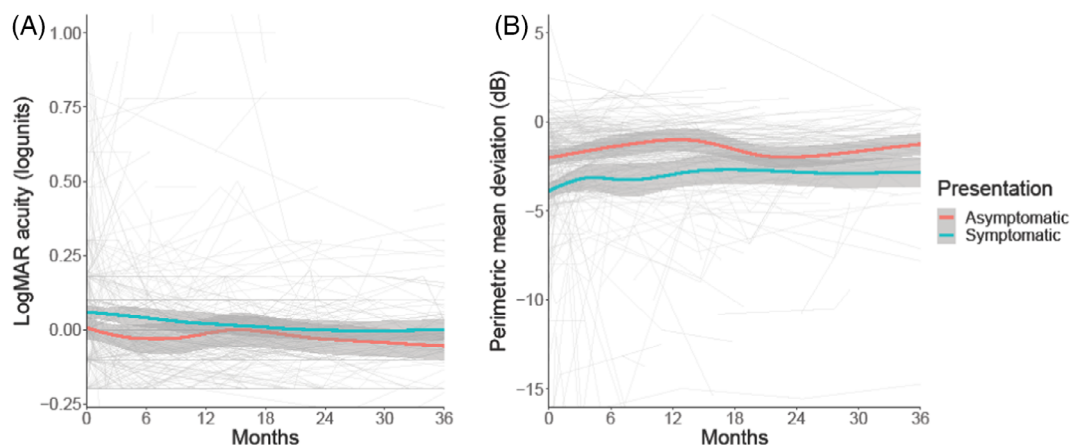 (A)
LogMAR acuity (logunits)
1.00
0.75
0.50
0.25
0.00
−0.25
0 6 12 18 24 30 36
Months
(B)
Perimetric mean deviation (dB)
5
0
−5
−10
−15
0 6 12 18 24 30 36
Months
Presentation
Asymptomatic
Symptomatic